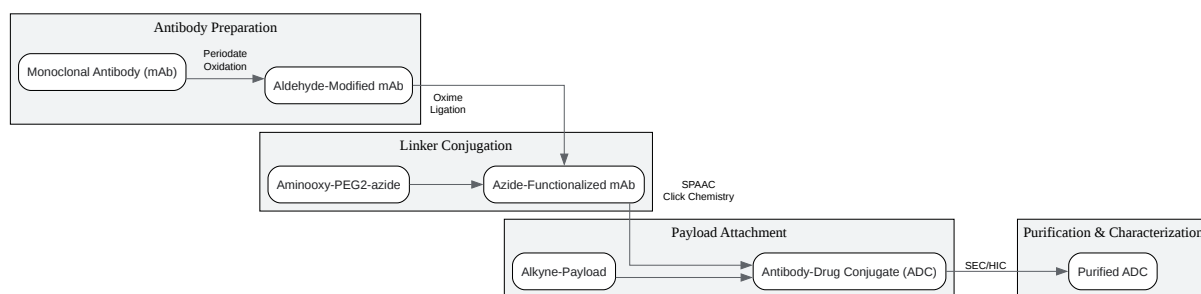 Antibody Preparation
Monoclonal Antibody (mAb)
Periodate
Oxidation
Aldehyde-Modified mAb
Oxime
Ligation
Linker Conjugation
Aminooxy-PEG2-azide
Azide-Functionalized mAb
SPAAC
Click Chemistry
Payload Attachment
Alkyne-Payload
Antibody-Drug Conjugate (ADC)
SEC/HIC
Purification & Characterization
Purified ADC